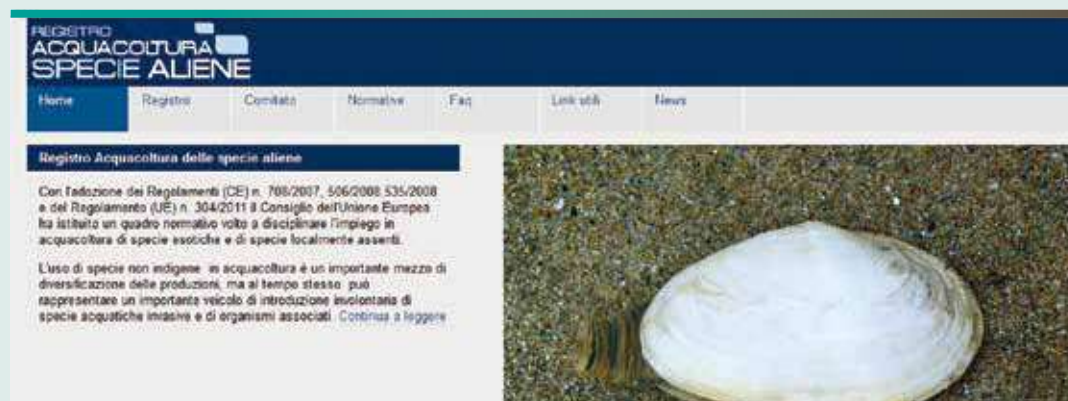 REGISTRO
ACQUACOLTURA
SPECIE ALIENE
Home Registro Comitato Normative Faq Link utili News
Registro Acquacoltura delle specie aliene
Con l'adozione dei Regolamenti (CE) n. 708/2007, 506/2008 535/2008
e del Regolamento (UE) n. 304/2011 il Consiglio dell'Unione Europea
ha istituito un quadro normativo volto a disciplinare l'impiego in
acquacoltura di specie esotiche e di specie localmente assenti.
L'uso di specie non indigene in acquacoltura è un importante mezzo di
diversificazione delle produzioni, ma al tempo stesso può
rappresentare un importante veicolo di introduzione involontaria di
specie acquatiche invasive e di organismi associati. Continua a leggere